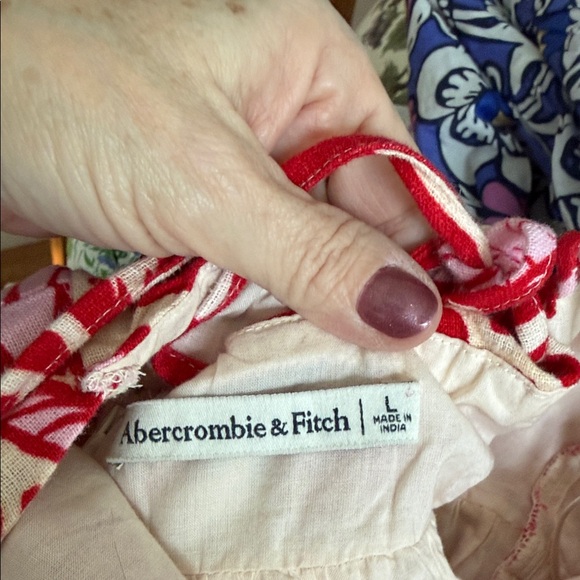 Abercrombie & Fitch
L
MADE IN
INDIA